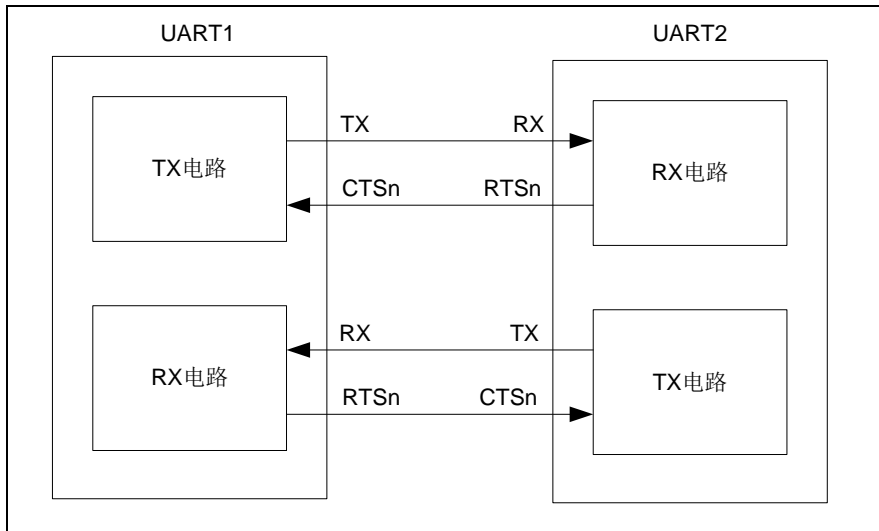 UART1 UART2
TX RX
TX电路 RX电路
CTSn RTSn
RX TX
RX电路 TX电路
RTSn CTSn